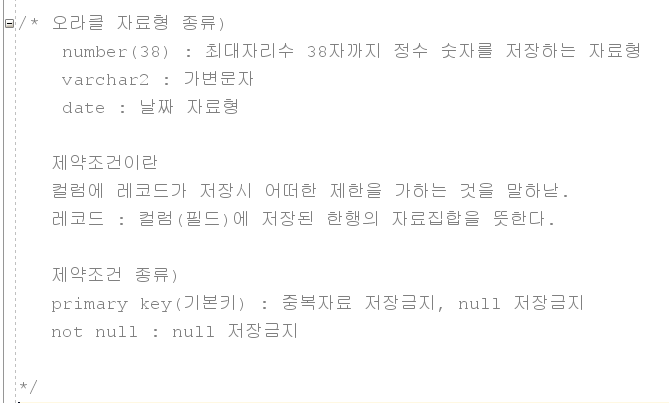 /* 오라클 자료형 종류)
number(38) : 최대자리수 38자까지 정수 숫자를 저장하는 자료형
varchar2 : 가변문자
date : 날짜 자료형
제약조건이란
컬럼에 레코드가 저장시 어떠한 제한을 가하는 것을 말하낟.
레코드 : 컬럼(필드)에 저장된 한행의 자료집합을 뜻한다.
제약조건 종류)
primary key(기본키) : 중복자료 저장금지, null 저장금지
not null : null 저장금지
*/